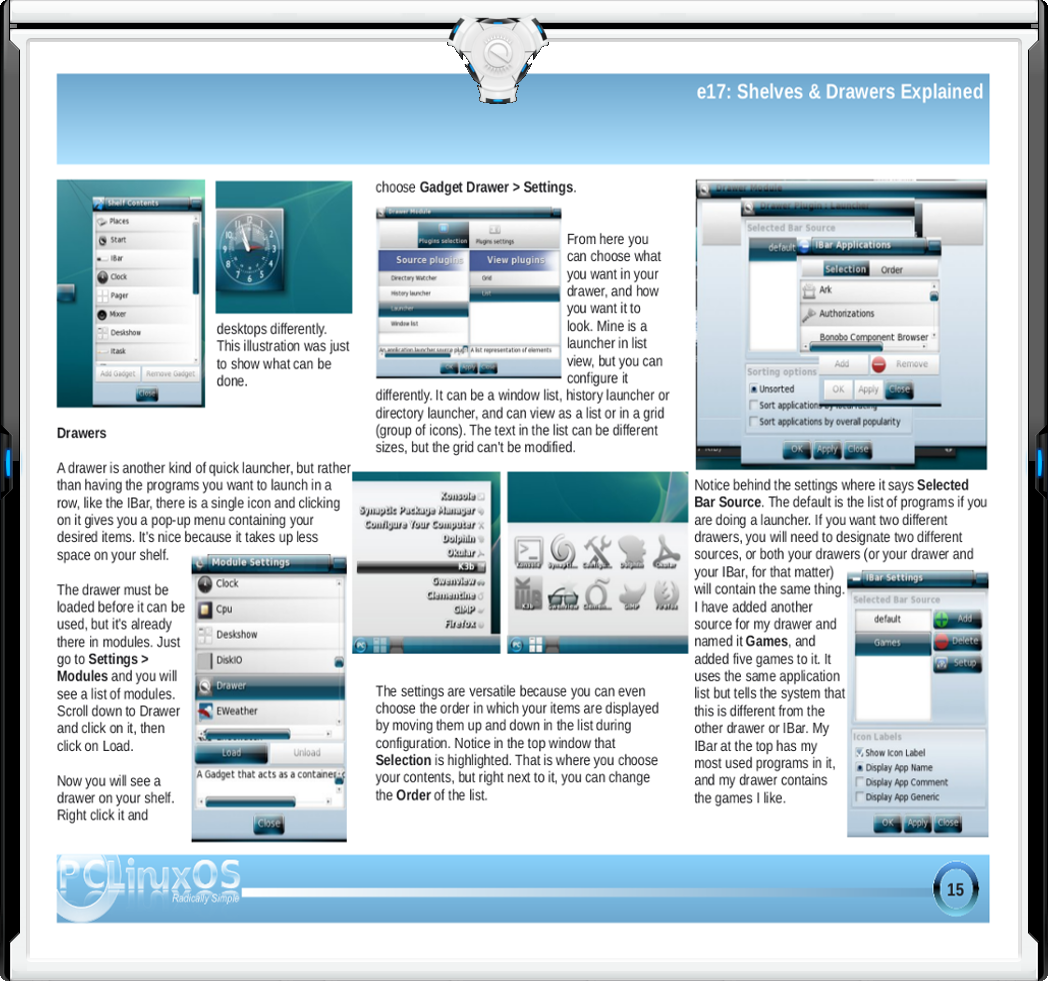 e17: Shelves & Drawers Explained
Shelf Contents
Places
Start
IBar
Clock
Pager
Mixer
Deskshow
Itask
Add Gadget
Remove Gadget
Close
desktops differently.
This illustration was just
to show what can be
done.
Drawers
A drawer is another kind of quick launcher, but rather
than having the programs you want to launch in a
row, like the IBar, there is a single icon and clicking
on it gives you a pop-up menu containing your
desired items. It's nice because it takes up less
space on your shelf.
The drawer must be
loaded before it can be
used, but it's already
there in modules. Just
go to Settings >
Modules and you will
see a list of modules.
Scroll down to Drawer
and click on it, then
click on Load.
Now you will see a
drawer on your shelf.
Right click it and
Module Settings
Clock
Cpu
Deskshow
DiskIO
Drawer
EWeather
Load
Unload
A Gadget that acts as a container
Close
choose Gadget Drawer > Settings.
Drawer Module
Plugins selection
Plugins settings
Source plugins
View plugins
Directory Watcher
Grid
History launcher
List
Launcher
Window list
An application launcher source plug
A list representation of elements
OK
Apply
Close
From here you
can choose what
you want in your
drawer, and how
you want it to
look. Mine is a
launcher in list
view, but you can
configure it
differently. It can be a window list, history launcher or
directory launcher, and can view as a list or in a grid
(group of icons). The text in the list can be different
sizes, but the grid can't be modified.
Konsole
Synaptic Package Manager
Configure Your Computer
Dolphin
Okular
K3b
Gwenview
Clementine
GIMP
Firefox
Konsole
Synapti...
Configu...
Dolphin
Okular
K3b
Gwenview
Clemen...
GIMP
Firefox
The settings are versatile because you can even
choose the order in which your items are displayed
by moving them up and down in the list during
configuration. Notice in the top window that
Selection is highlighted. That is where you choose
your contents, but right next to it, you can change
the Order of the list.
Drawer Module
Drawer Plugin : Launcher
Selected Bar Source
default
IBar Applications
Selection
Order
Ark
Authorizations
Bonobo Component Browser
Add
Remove
OK
Apply
Close
Sorting options
Unsorted
Sort applications by
Sort applications by overall popularity
OK
Apply
Close
Notice behind the settings where it says Selected
Bar Source. The default is the list of programs if you
are doing a launcher. If you want two different
drawers, you will need to designate two different
sources, or both your drawers (or your drawer and
your IBar, for that matter)
will contain the same thing.
I have added another
source for my drawer and
named it Games, and
added five games to it. It
uses the same application
list but tells the system that
this is different from the
other drawer or IBar. My
IBar at the top has my
most used programs in it,
and my drawer contains
the games I like.
IBar Settings
Selected Bar Source
default
Games
Add
Delete
Setup
Icon Labels
Show Icon Label
Display App Name
Display App Comment
Display App Generic
OK
Apply
Close
PCLinuxOS
Radically Simple
15